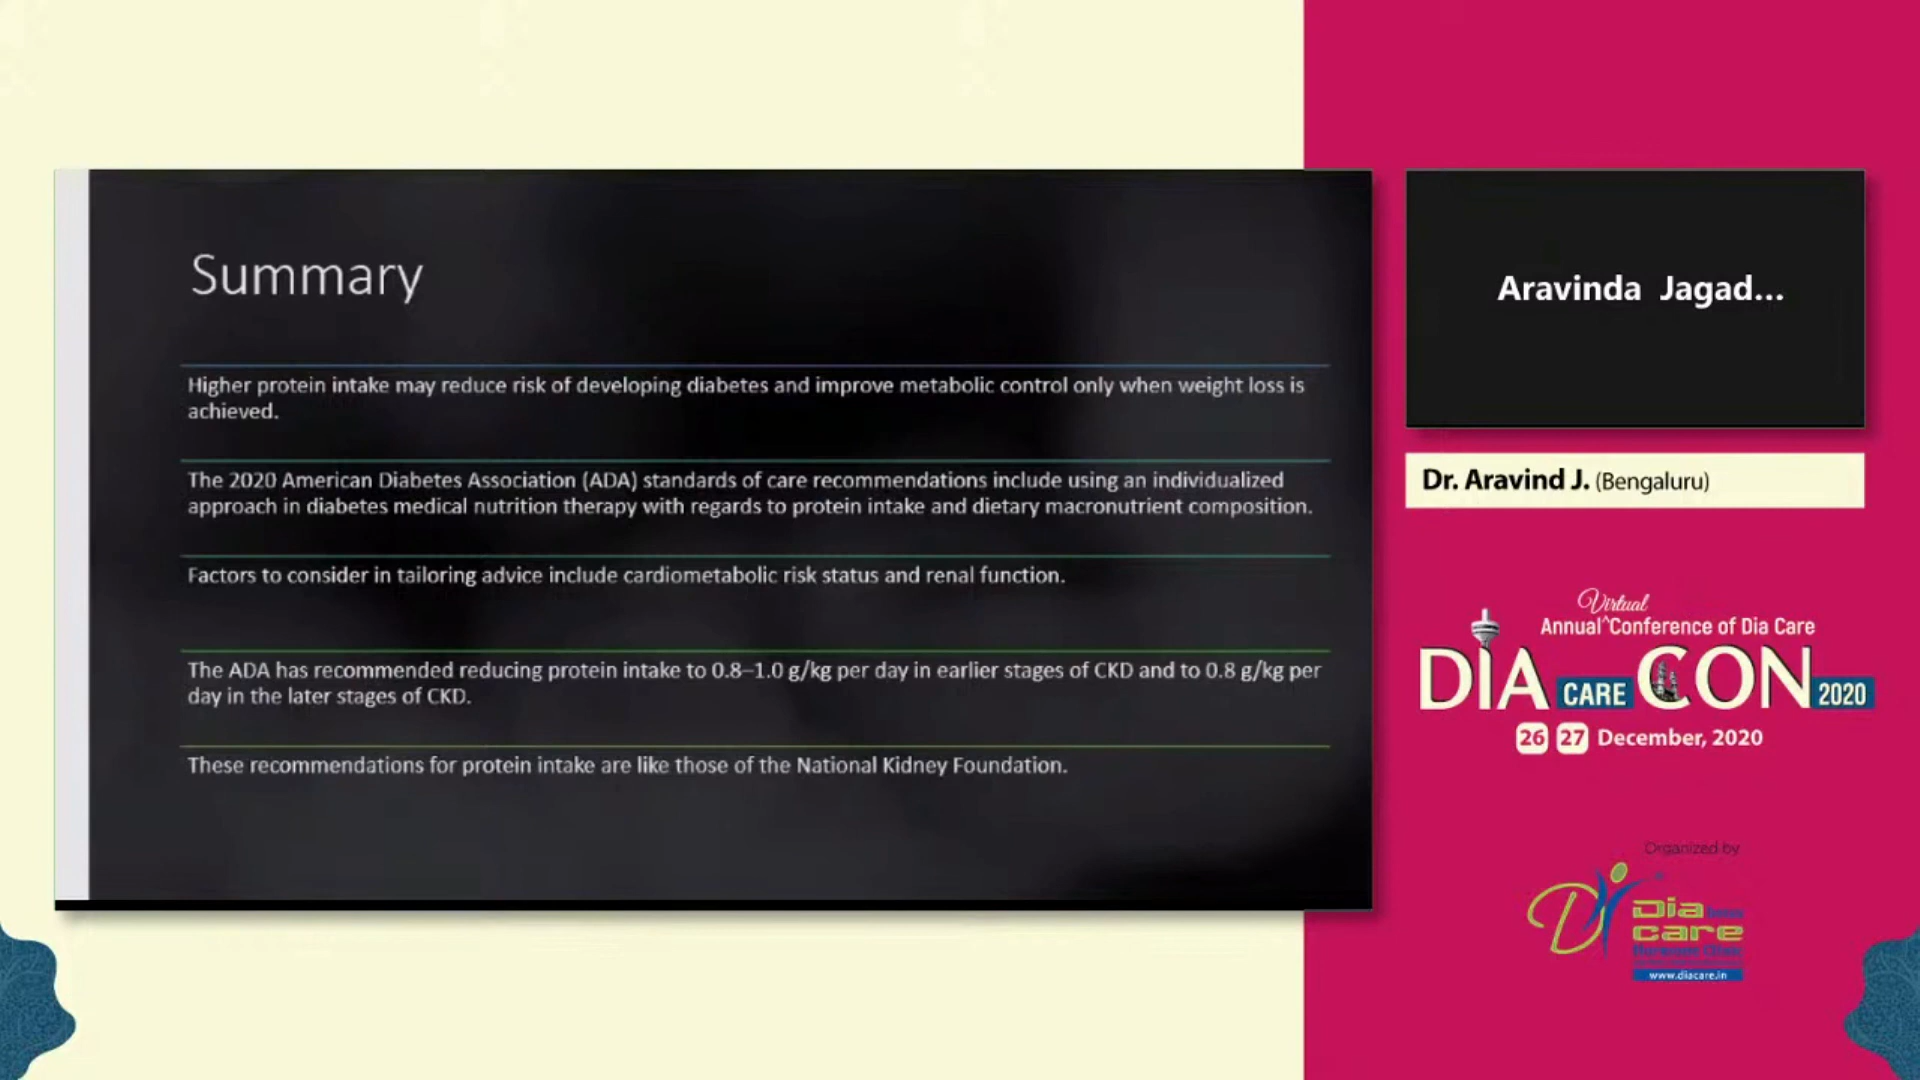 Summary
Higher protein intake may reduce risk of developing diabetes and improve metabolic control only when weight loss is
achieved.
The 2020 American Diabetes Association (ADA) standards of care recommendations include using an individualized
approach in diabetes medical nutrition therapy with regards to protein intake and dietary macronutrient composition.
Factors to consider in tailoring advice include cardiometabolic risk status and renal function.
The ADA has recommended reducing protein intake to 0.8–1.0 g/kg per day in earlier stages of CKD and to 0.8 g/kg per
day in the later stages of CKD.
These recommendations for protein intake are like those of the National Kidney Foundation.
Aravinda Jagad...
Dr. Aravind J. (Bengaluru)
Virtual
Annual^Conference of Dia Care
DIA CARE CON 2020
26 27 December, 2020
Organized by
Dia
care
www.diacare.in